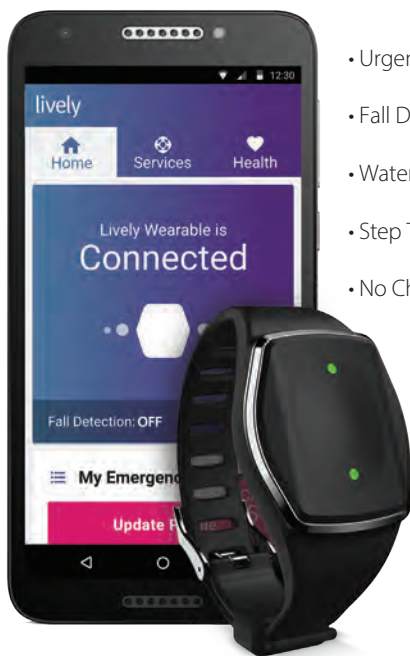 12:30
lively
Home Services Health
Lively Wearable is
Connected
Fall Detection: OFF
My Emergenc
Update
• Urgen
• Fall D
• Water
• Step T
• No Ch